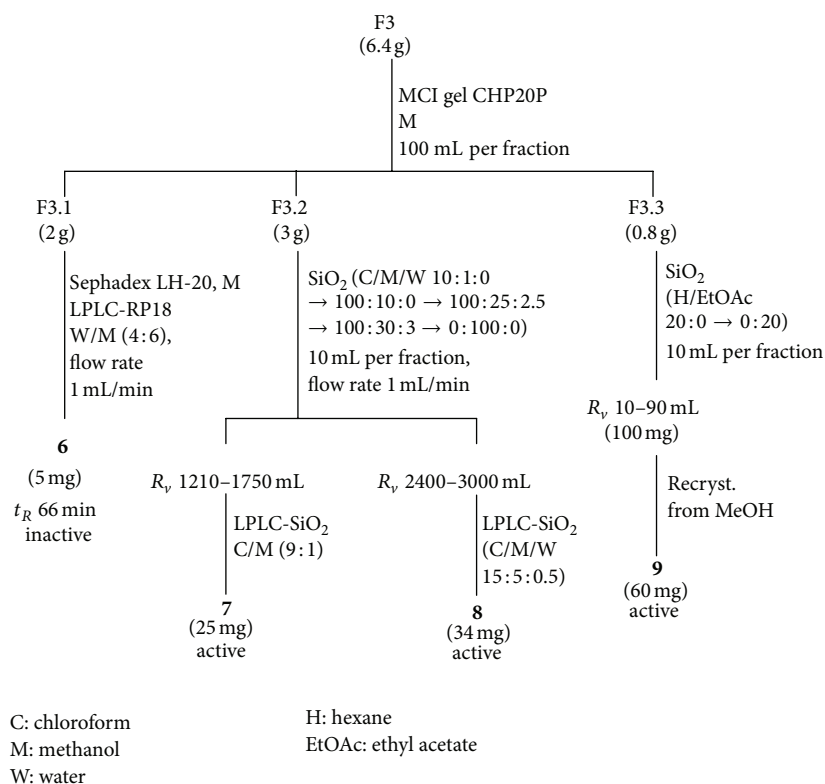 F3
(6.4 g)
MCI gel CHP20P
M
100 mL per fraction
F3.1
(2 g)
Sephadex LH-20, M
LPLC-RP18
W/M (4:6),
flow rate
1 mL/min
6
(5 mg)
t_R 66 min
inactive
F3.2
(3 g)
SiO₂ (C/M/W 10:1:0
→ 100:10:0 → 100:25:2.5
→ 100:30:3 → 0:100:0)
10 mL per fraction,
flow rate 1 mL/min
R_v 1210–1750 mL
LPLC-SiO₂
C/M (9:1)
7
(25 mg)
active
R_v 2400–3000 mL
LPLC-SiO₂
(C/M/W
15:5:0.5)
8
(34 mg)
active
F3.3
(0.8 g)
SiO₂
(H/EtOAc
20:0 → 0:20)
10 mL per fraction
R_v 10–90 mL
(100 mg)
Recryst.
from MeOH
9
(60 mg)
active
C: chloroform
M: methanol
W: water
H: hexane
EtOAc: ethyl acetate